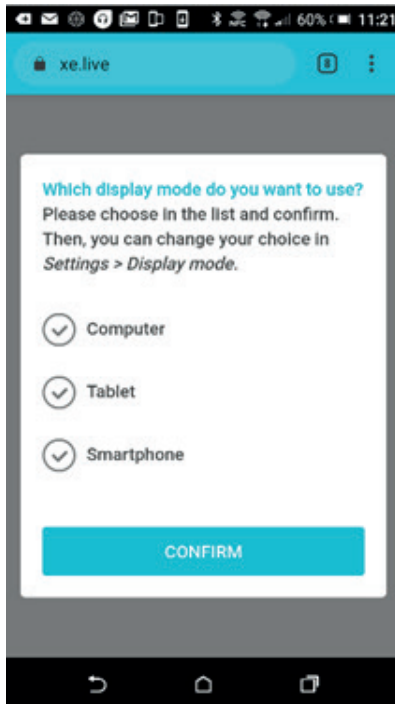 60% 11:21
xe.live 8
Which display mode do you want to use?
Please choose in the list and confirm.
Then, you can change your choice in
Settings > Display mode.
Computer
Tablet
Smartphone
CONFIRM